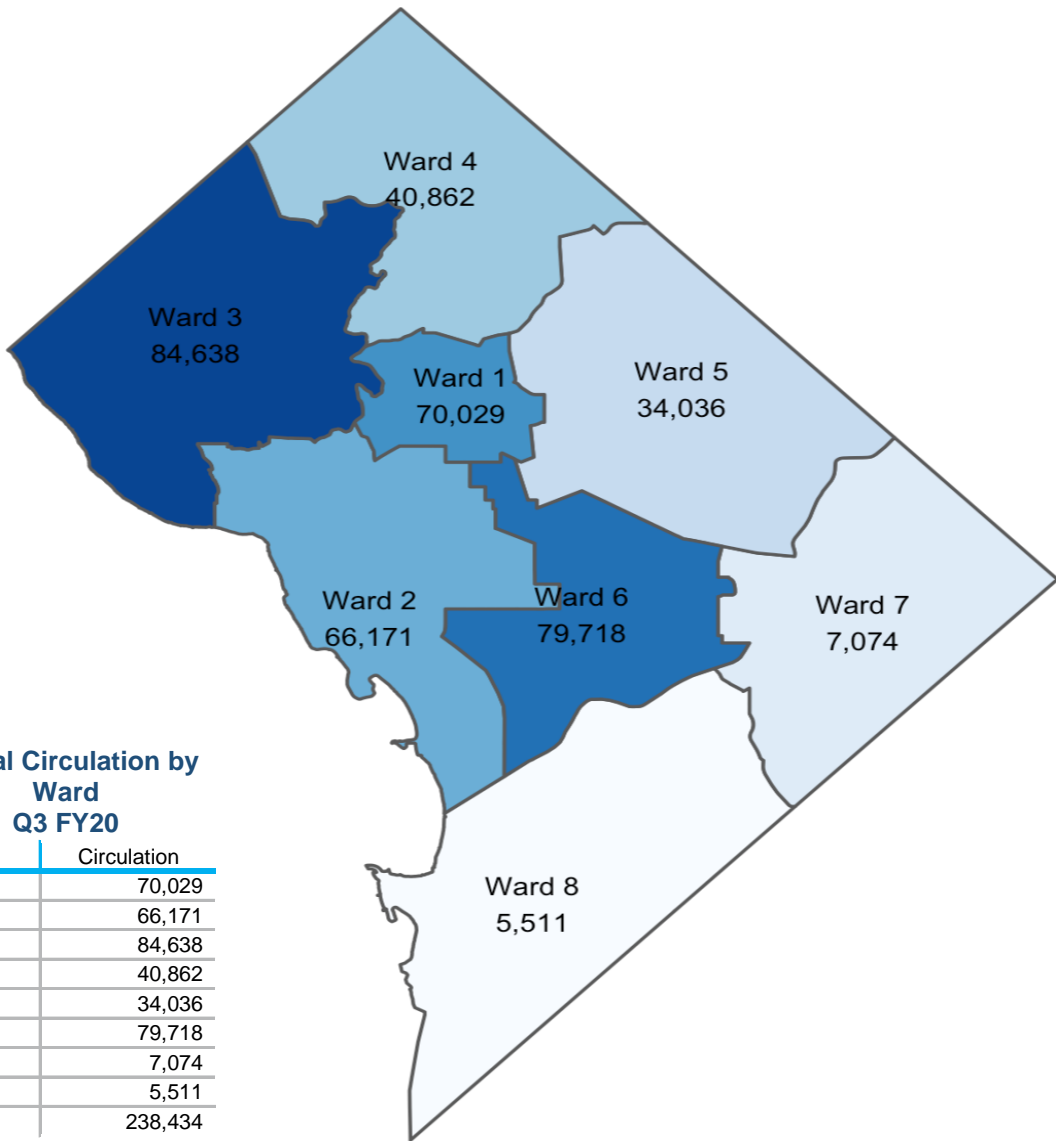 Ward 4
40,862
Ward 3
84,638
Ward 1
70,029
Ward 5
34,036
Ward 2
66,171
Ward 6
79,718
Ward 7
7,074
Ward 8
5,511
al Circulation by
Ward
Q3 FY20
Circulation
70,029
66,171
84,638
40,862
34,036
79,718
7,074
5,511
238,434